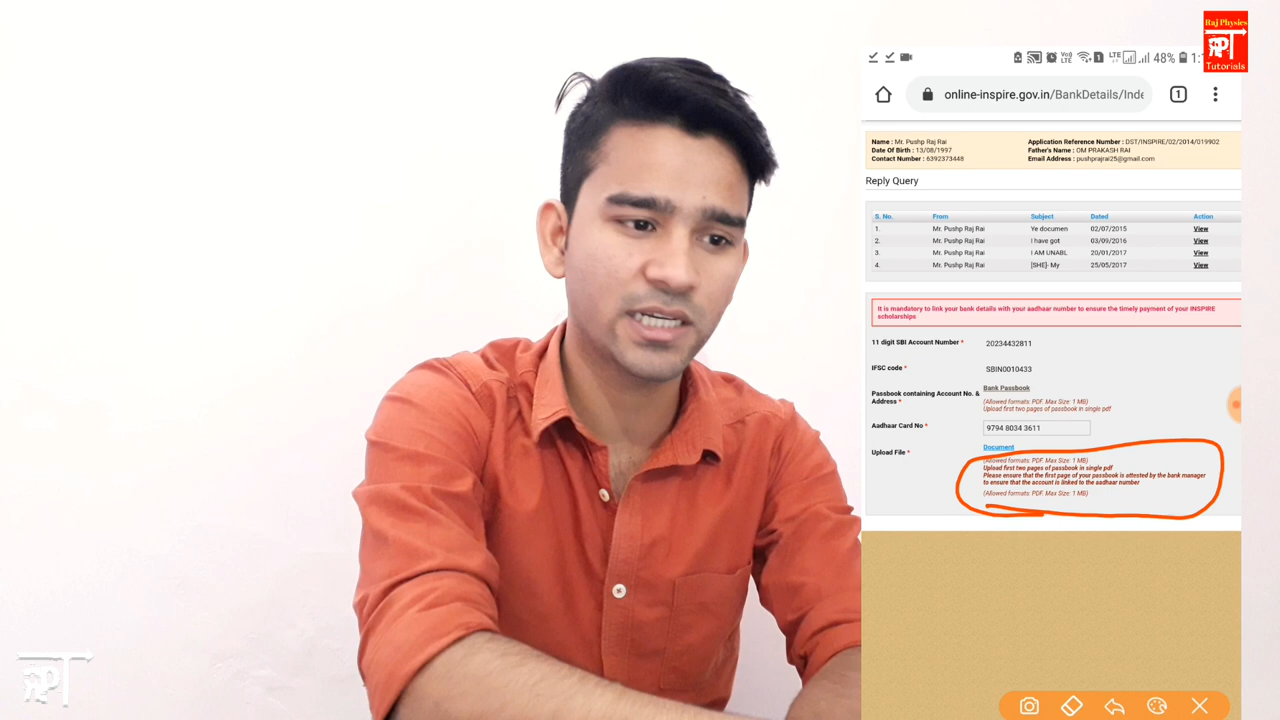 Raj Physics
RPT
Tutorials
Vo)
LTE
1
LTE
48%
online-inspire.gov.in/BankDetails/Inde
1
Name : Mr. Pushp Raj Rai
Application Reference Number : DST/INSPIRE/02/2014/019902
Date Of Birth : 13/08/1997
Father's Name : OM PRAKASH RAI
Contact Number : 6392373448
Email Address : pushprajrai25@gmail.com
Reply Query
S. No. From Subject Dated Action
1. Mr. Pushp Raj Rai Ye documen 02/07/2015 View
2. Mr. Pushp Raj Rai I have got 03/09/2016 View
3. Mr. Pushp Raj Rai I AM UNABL 20/01/2017 View
4. Mr. Pushp Raj Rai [SHE]- My 25/05/2017 View
It is mandatory to link your bank details with your aadhaar number to ensure the timely payment of your INSPIRE
scholarships
11 digit SBI Account Number * 20234432811
IFSC code * SBIN0010433
Passbook containing Account No. &
Address *
Bank Passbook
(Allowed formats: PDF. Max Size: 1 MB)
Upload first two pages of passbook in single pdf
Aadhaar Card No * 9794 8034 3611
Upload File *
Document
(Allowed formats: PDF. Max Size: 1 MB)
Upload first two pages of passbook in single pdf
Please ensure that the first page of your passbook is attested by the bank manager
to ensure that the account is linked to the aadhaar number
(Allowed formats: PDF. Max Size: 1 MB)
RPT